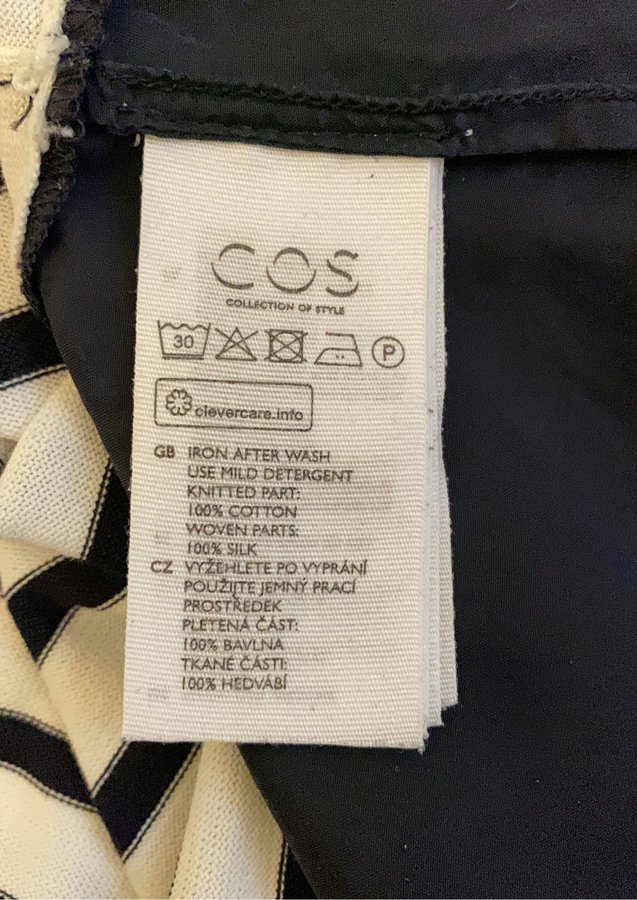 COS
COLLECTION OF STYLE
30 P
clevercare.info
GB IRON AFTER WASH
USE MILD DETERGENT
KNITTED PART:
100% COTTON
WOVEN PARTS:
100% SILK
CZ VYŽEHLETE PO VYPRÁNÍ
POUŽIJTE JEMNÝ PRACÍ
PROSTŘEDEK
PLETENÁ ČÁST:
100% BAVLNA
TKANÉ ČÁSTI:
100% HEDVÁBÍ